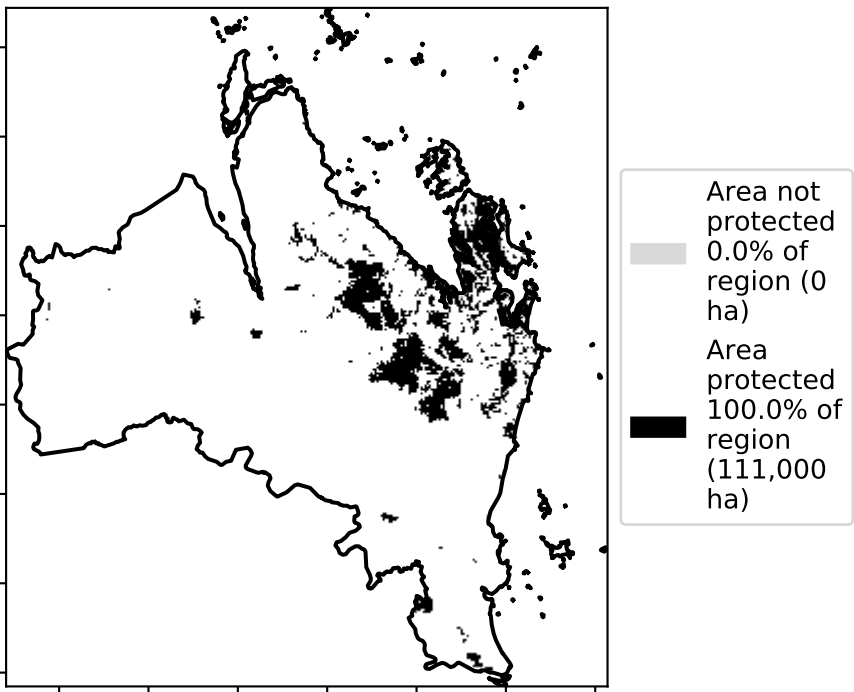 Area not
protected
0.0% of
region (0
ha)
Area
protected
100.0% of
region
(111,000
ha)